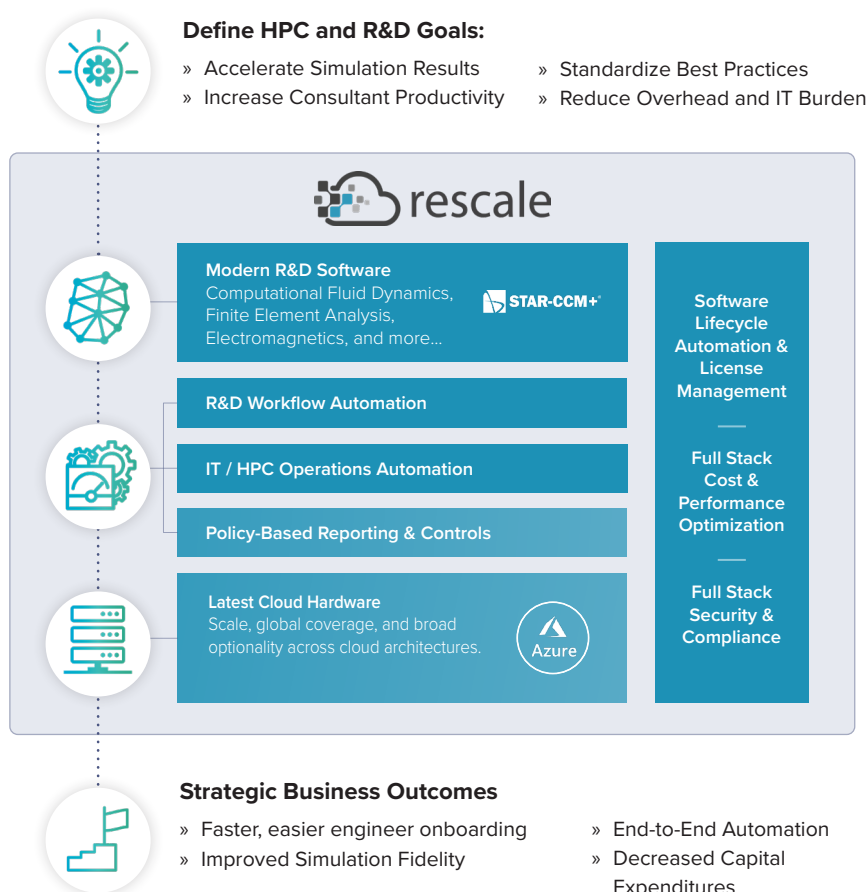 Define HPC and R&D Goals:
» Accelerate Simulation Results
» Increase Consultant Productivity
» Standardize Best Practices
» Reduce Overhead and IT Burden
rescale
Modern R&D Software
Computational Fluid Dynamics,
Finite Element Analysis,
Electromagnetics, and more...
STAR-CCM+®
R&D Workflow Automation
IT / HPC Operations Automation
Policy-Based Reporting & Controls
Latest Cloud Hardware
Scale, global coverage, and broad
optionality across cloud architectures.
Azure
Software
Lifecycle
Automation &
License
Management
Full Stack
Cost &
Performance
Optimization
Full Stack
Security &
Compliance
Strategic Business Outcomes
» Faster, easier engineer onboarding
» Improved Simulation Fidelity
» End-to-End Automation
» Decreased Capital
Expenditures